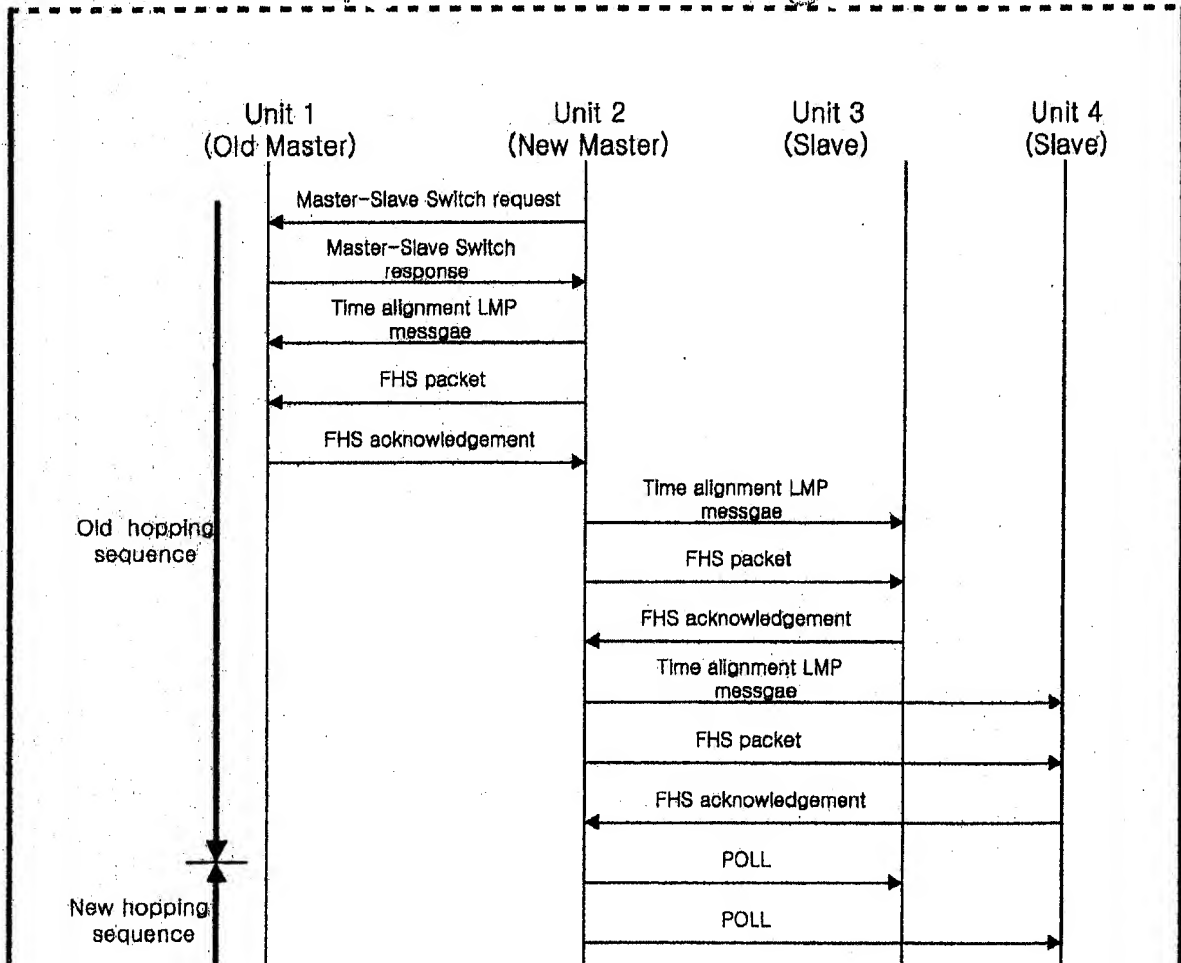 Unit 1
(Old Master)
Unit 2
(New Master)
Unit 3
(Slave)
Unit 4
(Slave)
Master-Slave Switch request
Master-Slave Switch
response
Time alignment LMP
messgae
FHS packet
FHS acknowledgement
Time alignment LMP
messgae
Old hopping
sequence
FHS packet
FHS acknowledgement
Time alignment LMP
messgae
FHS packet
FHS acknowledgement
POLL
New hopping
sequence
POLL